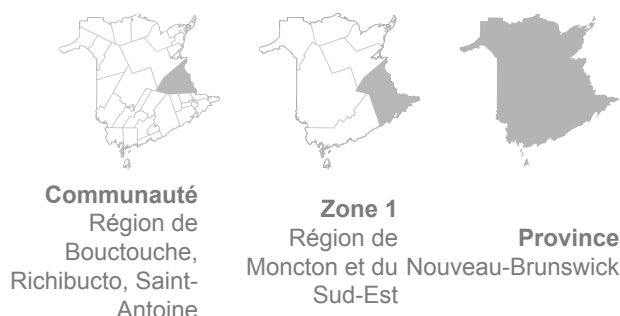 Communauté
Région de
Bouctouche,
Richibucto, Saint-
Antoine
Zone 1
Région de
Moncton et du
Sud-Est
Province
Nouveau-Brunswick